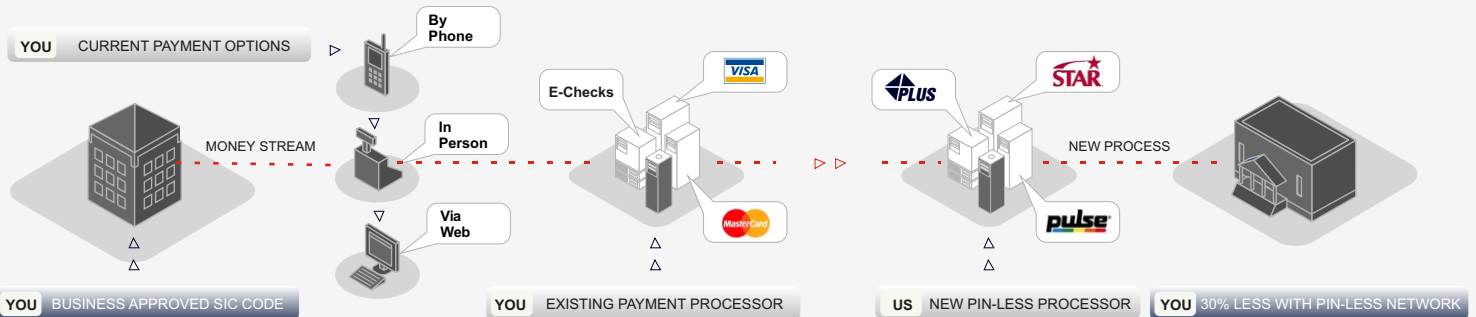 YOU CURRENT PAYMENT OPTIONS
By
Phone
MONEY STREAM
In
Person
Via
Web
E-Checks
VISA
MasterCard
PLUS
STAR
pulse
NEW PROCESS
YOU BUSINESS APPROVED SIC CODE
YOU EXISTING PAYMENT PROCESSOR
US NEW PIN-LESS PROCESSOR
YOU 30% LESS WITH PIN-LESS NETWORK